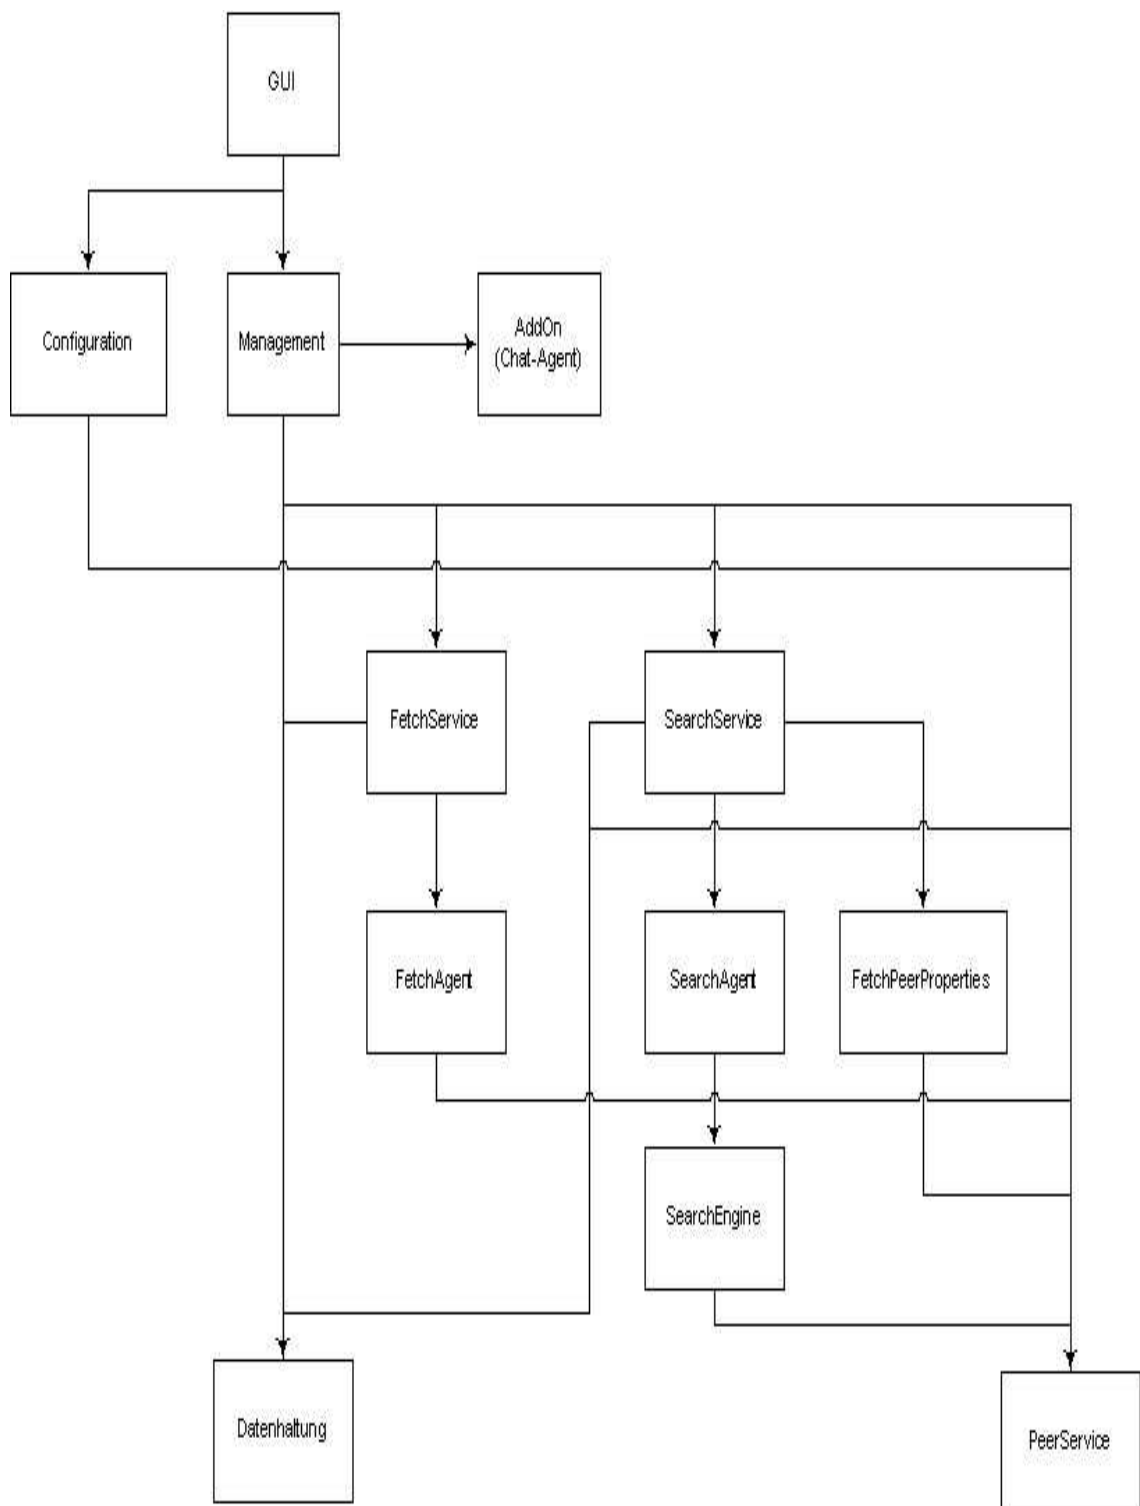 GUI
Configuration
Management
AddOn
(Chat-Agent)
FetchService
SearchService
FetchAgent
SearchAgent
FetchPeerProperties
SearchEngine
Datenhaltung
PeerService